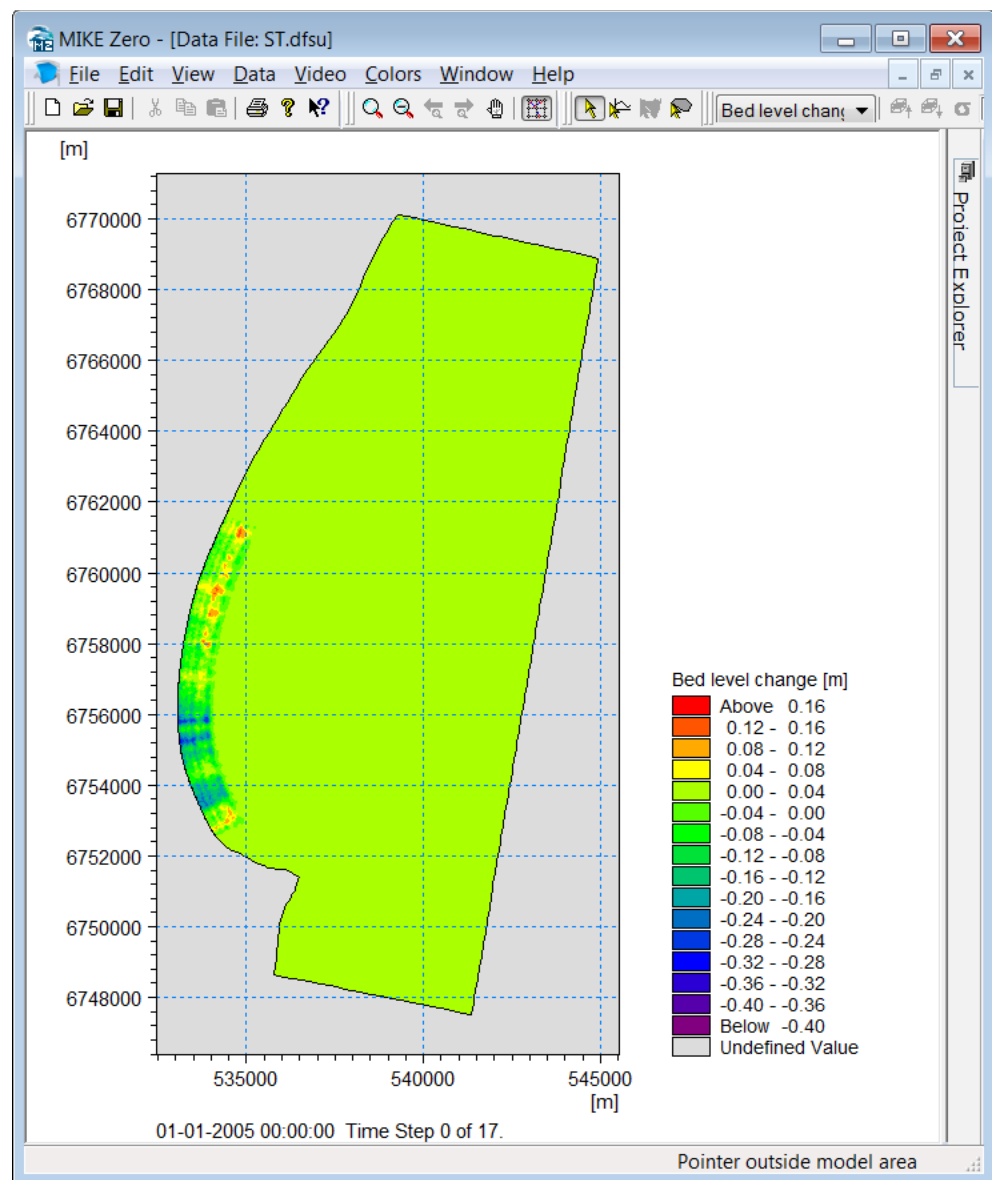 MIKE Zero - [Data File: ST.dfsu]
File Edit View Data Video Colors Window Help
Bed level chang
[m]
Project Explorer
6770000
6768000
6766000
6764000
6762000
6760000
6758000
6756000
6754000
6752000
6750000
6748000
535000 540000 545000
[m]
Bed level change [m]
Above 0.16
0.12 - 0.16
0.08 - 0.12
0.04 - 0.08
0.00 - 0.04
-0.04 - 0.00
-0.08 - -0.04
-0.12 - -0.08
-0.16 - -0.12
-0.20 - -0.16
-0.24 - -0.20
-0.28 - -0.24
-0.32 - -0.28
-0.36 - -0.32
-0.40 - -0.36
Below -0.40
Undefined Value
01-01-2005 00:00:00 Time Step 0 of 17.
Pointer outside model area